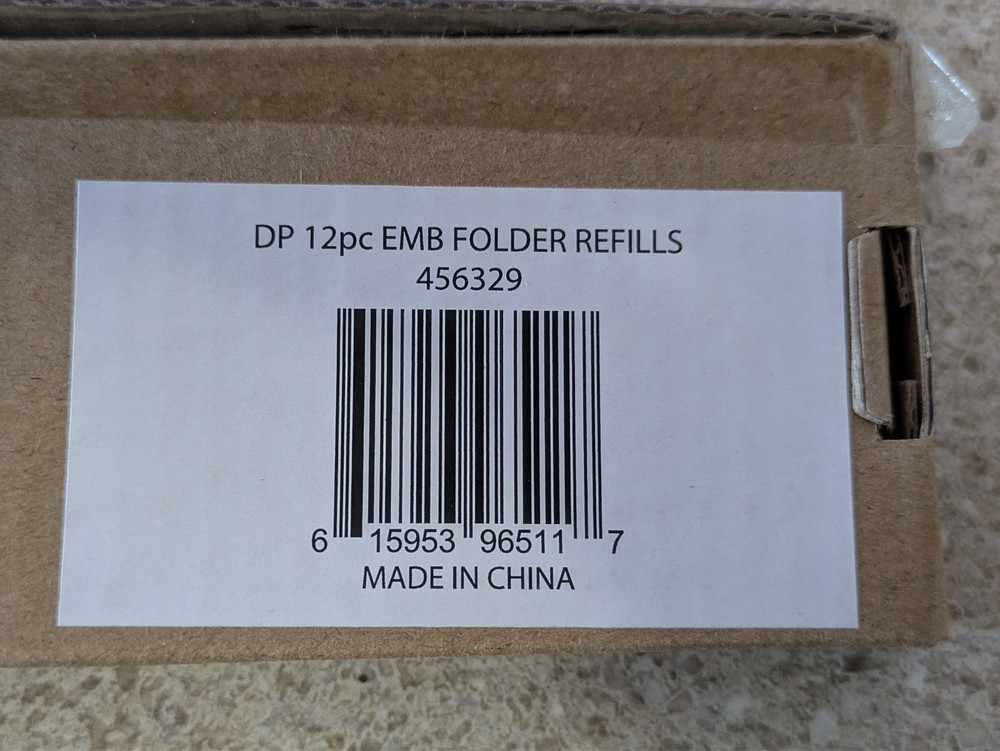 DP 12pc EMB FOLDER REFILLS
456329
6 15953 96511 7
MADE IN CHINA